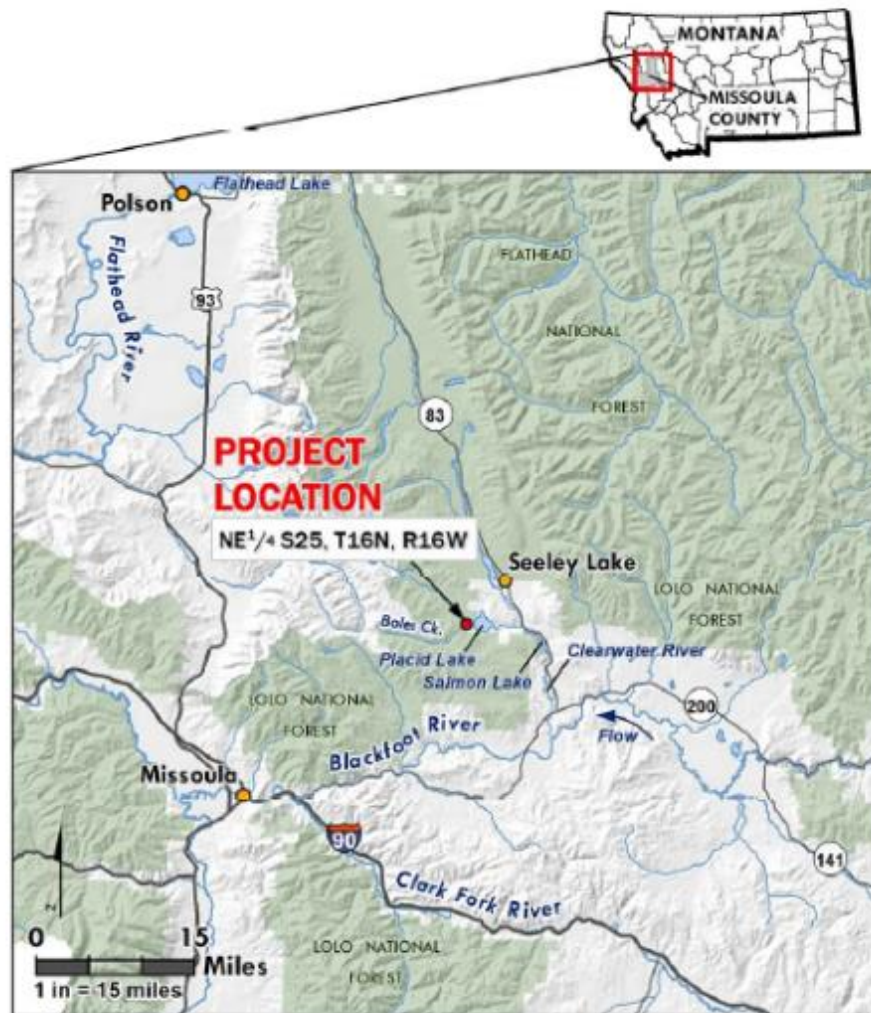 MONTANA
MISSOULA
COUNTY
Flathead Lake
Polson
Flathead River
93
FLATHEAD
NATIONAL
FOREST
83
PROJECT
LOCATION
NE1/4 S25, T16N, R16W
Seeley Lake
LOLO NATIONAL
FOREST
Boles Ck.
Placid Lake
Clearwater River
Salmon Lake
LOLO NATIONAL
FOREST
200
Blackfoot River
Flow
Missoula
90
141
Clark Fork River
N
LOLO NATIONAL
FOREST
0 15
Miles
1 in = 15 miles